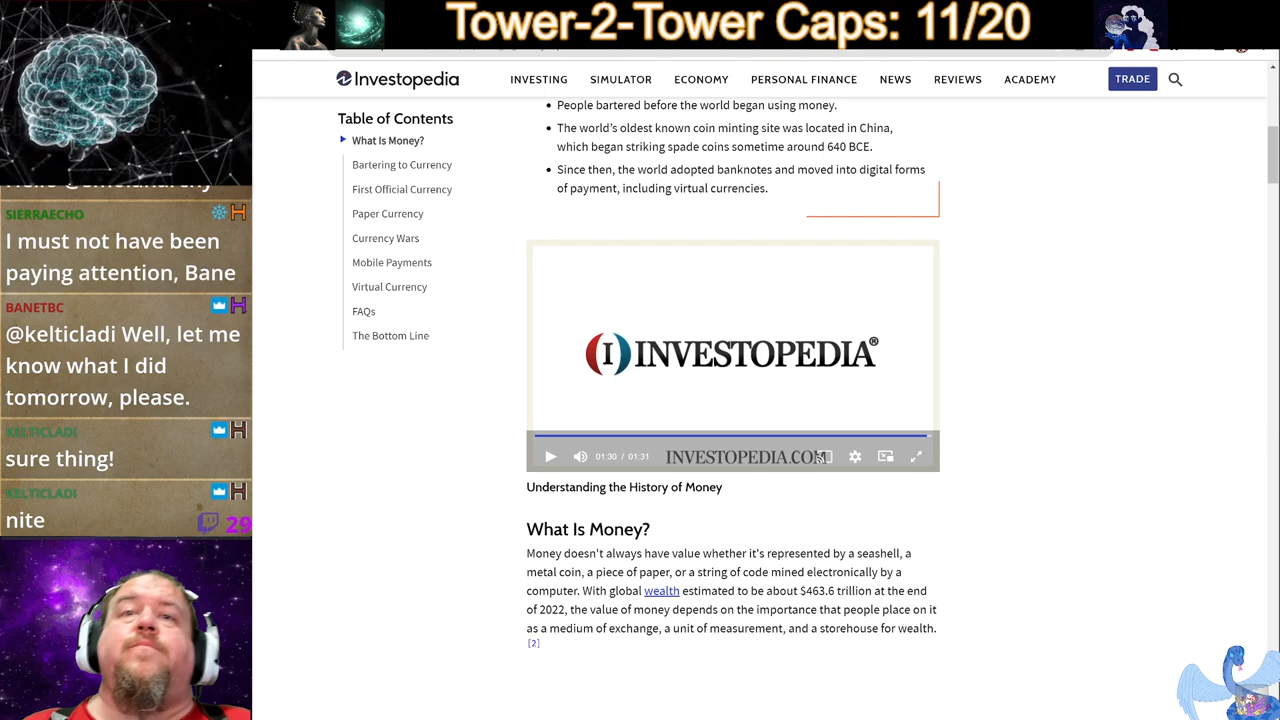 Tower-2-Tower Caps: 11/20
SIERRAECHO
I must not have been
paying attention, Bane
BANETBC
@kelticladi Well, let me
know what I did
tomorrow, please.
KELTICLADI
sure thing!
KELTICLADI
nite
29
Investopedia
INVESTING
SIMULATOR
ECONOMY
PERSONAL FINANCE
NEWS
REVIEWS
ACADEMY
TRADE
Table of Contents
What Is Money?
Bartering to Currency
First Official Currency
Paper Currency
Currency Wars
Mobile Payments
Virtual Currency
FAQs
The Bottom Line
People bartered before the world began using money.
The world's oldest known coin minting site was located in China,
which began striking spade coins sometime around 640 BCE.
Since then, the world adopted banknotes and moved into digital forms
of payment, including virtual currencies.
INVESTOPEDIA®
01:30 / 01:31
INVESTOPEDIA.COM
Understanding the History of Money
What Is Money?
Money doesn't always have value whether it's represented by a seashell, a
metal coin, a piece of paper, or a string of code mined electronically by a
computer. With global wealth estimated to be about $463.6 trillion at the end
of 2022, the value of money depends on the importance that people place on it
as a medium of exchange, a unit of measurement, and a storehouse for wealth.
[2]